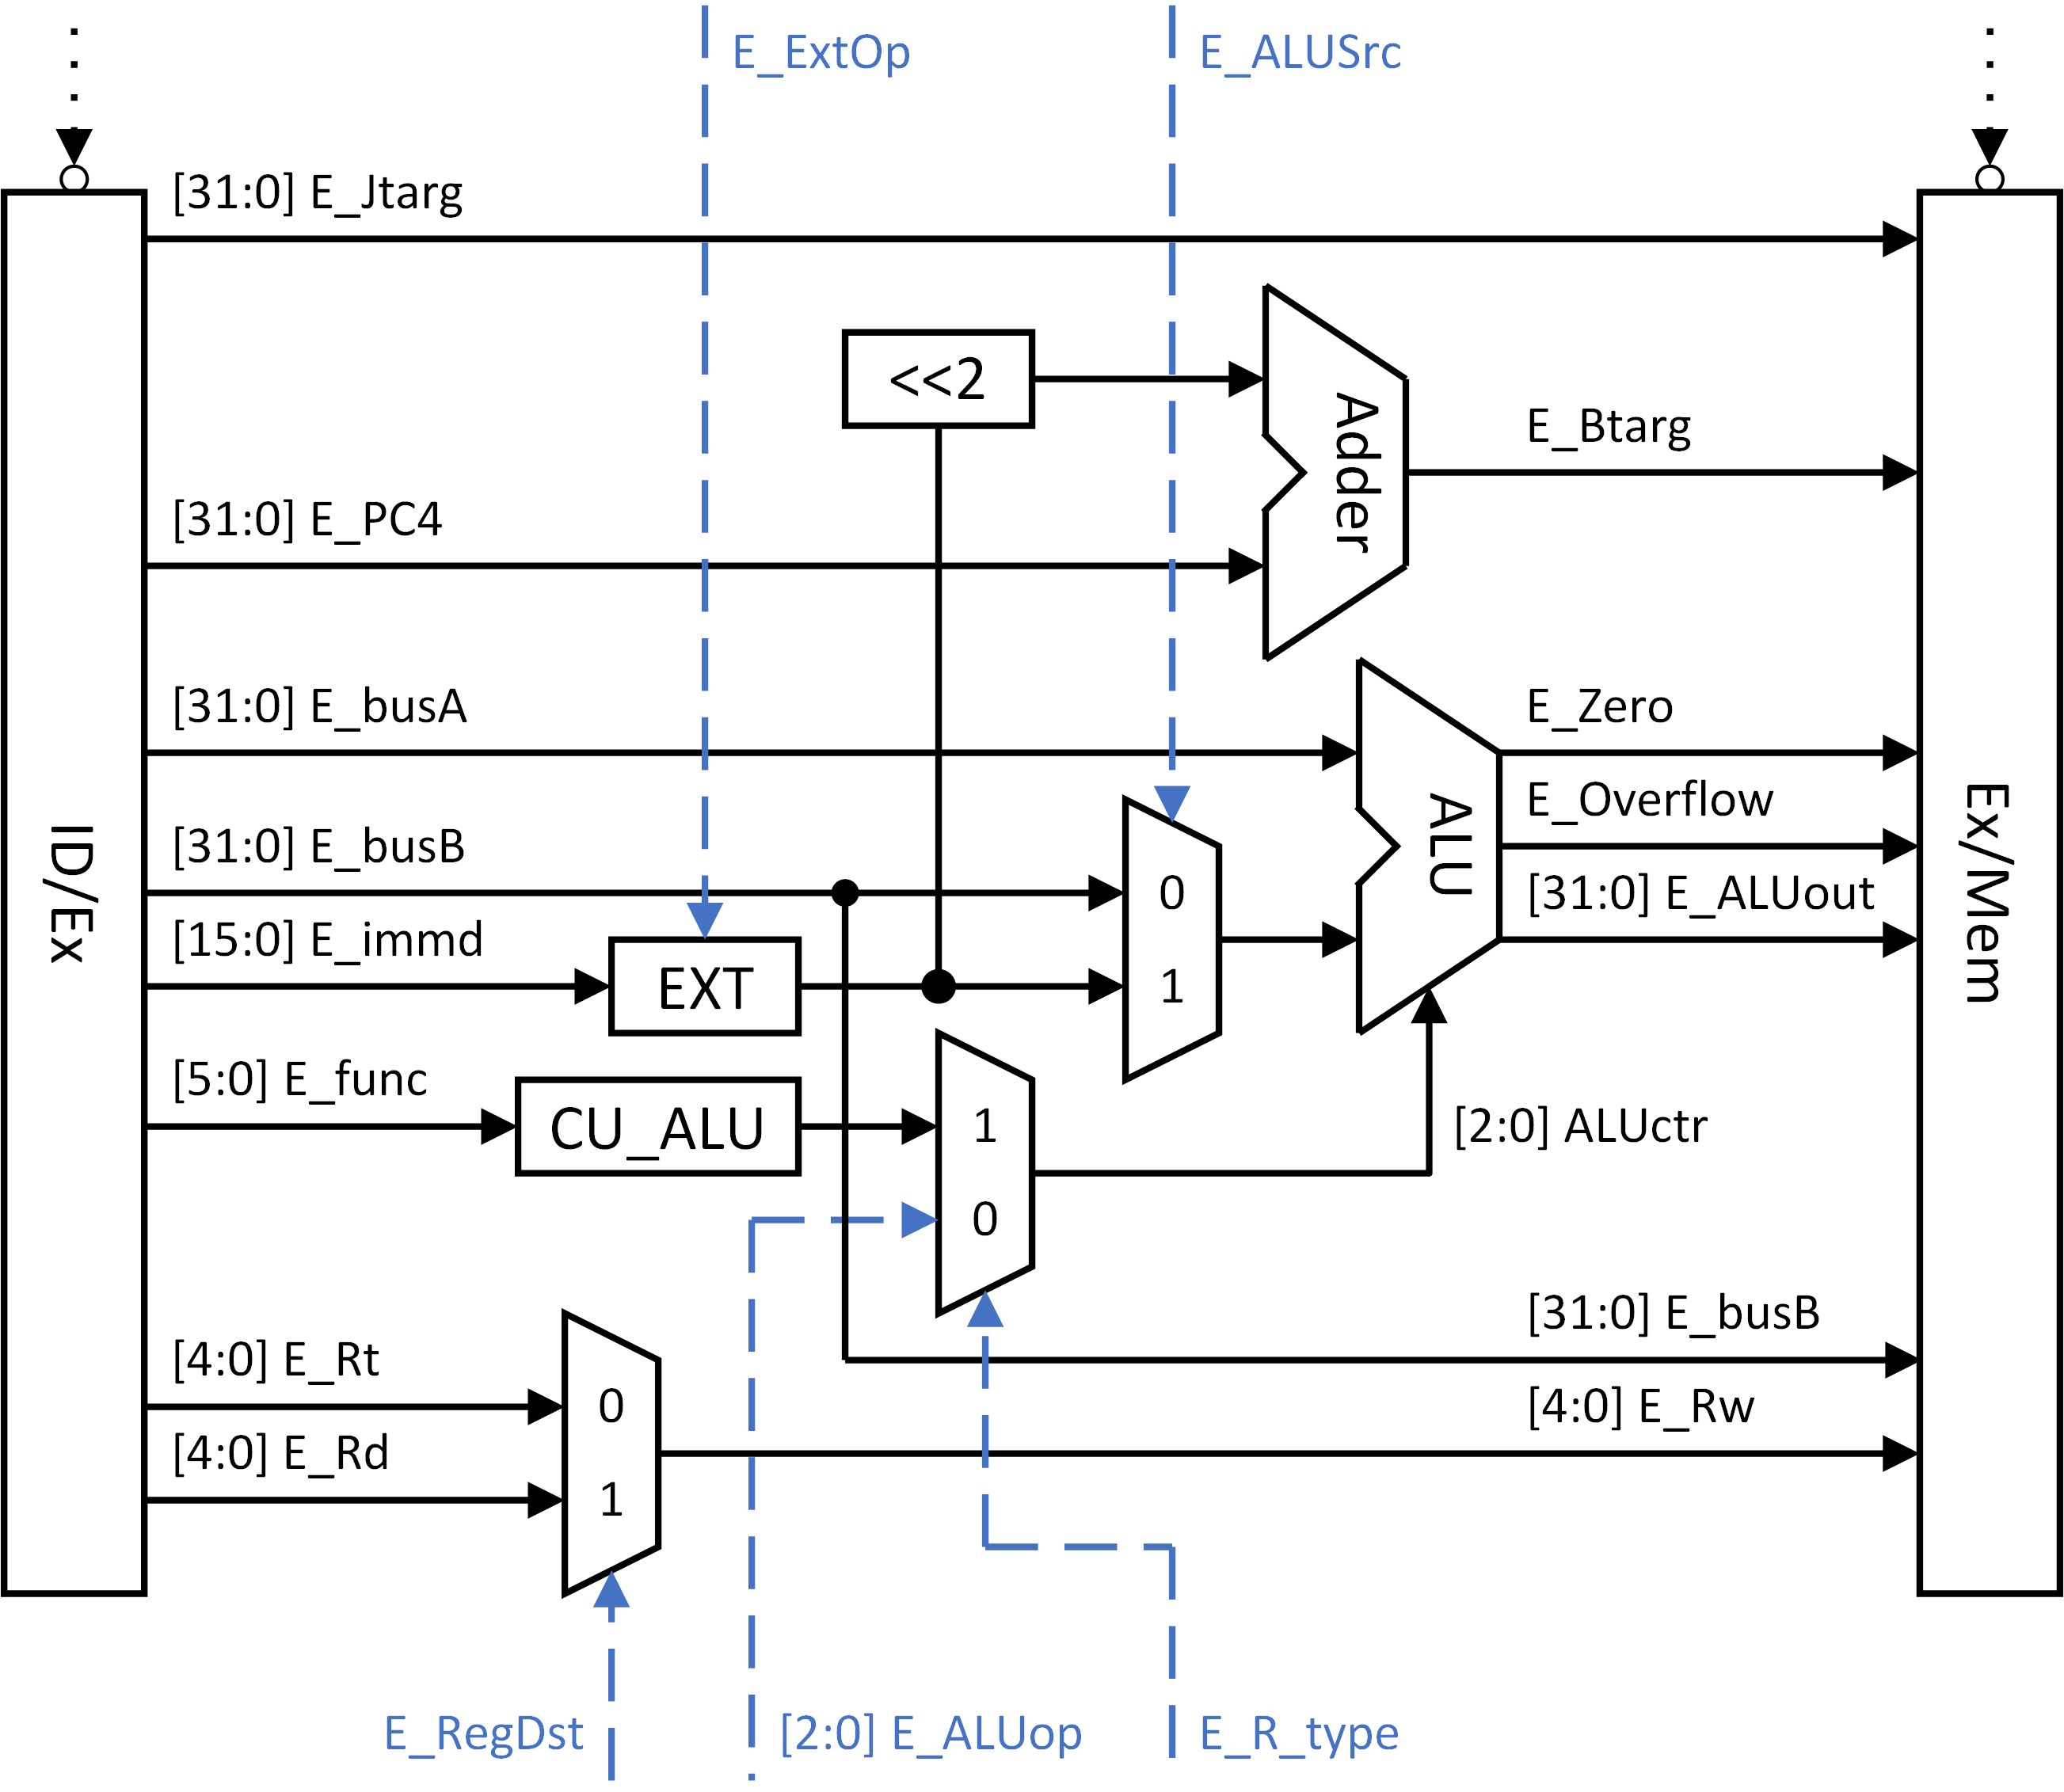 E_ExtOp
E_ALUSrc
[31:0] E_Jtarg
<<2
Adder
E_Btarg
[31:0] E_PC4
[31:0] E_busA
E_Zero
E_Overflow
ALU
[31:0] E_busB
[31:0] E_ALUout
0
ID/Ex
Ex/Mem
[15:0] E_immd
EXT
1
[5:0] E_func
CU_ALU
1
[2:0] ALUctr
0
[31:0] E_busB
[4:0] E_Rt
0
[4:0] E_Rw
[4:0] E_Rd
1
E_RegDst
[2:0] E_ALUop
E_R_type